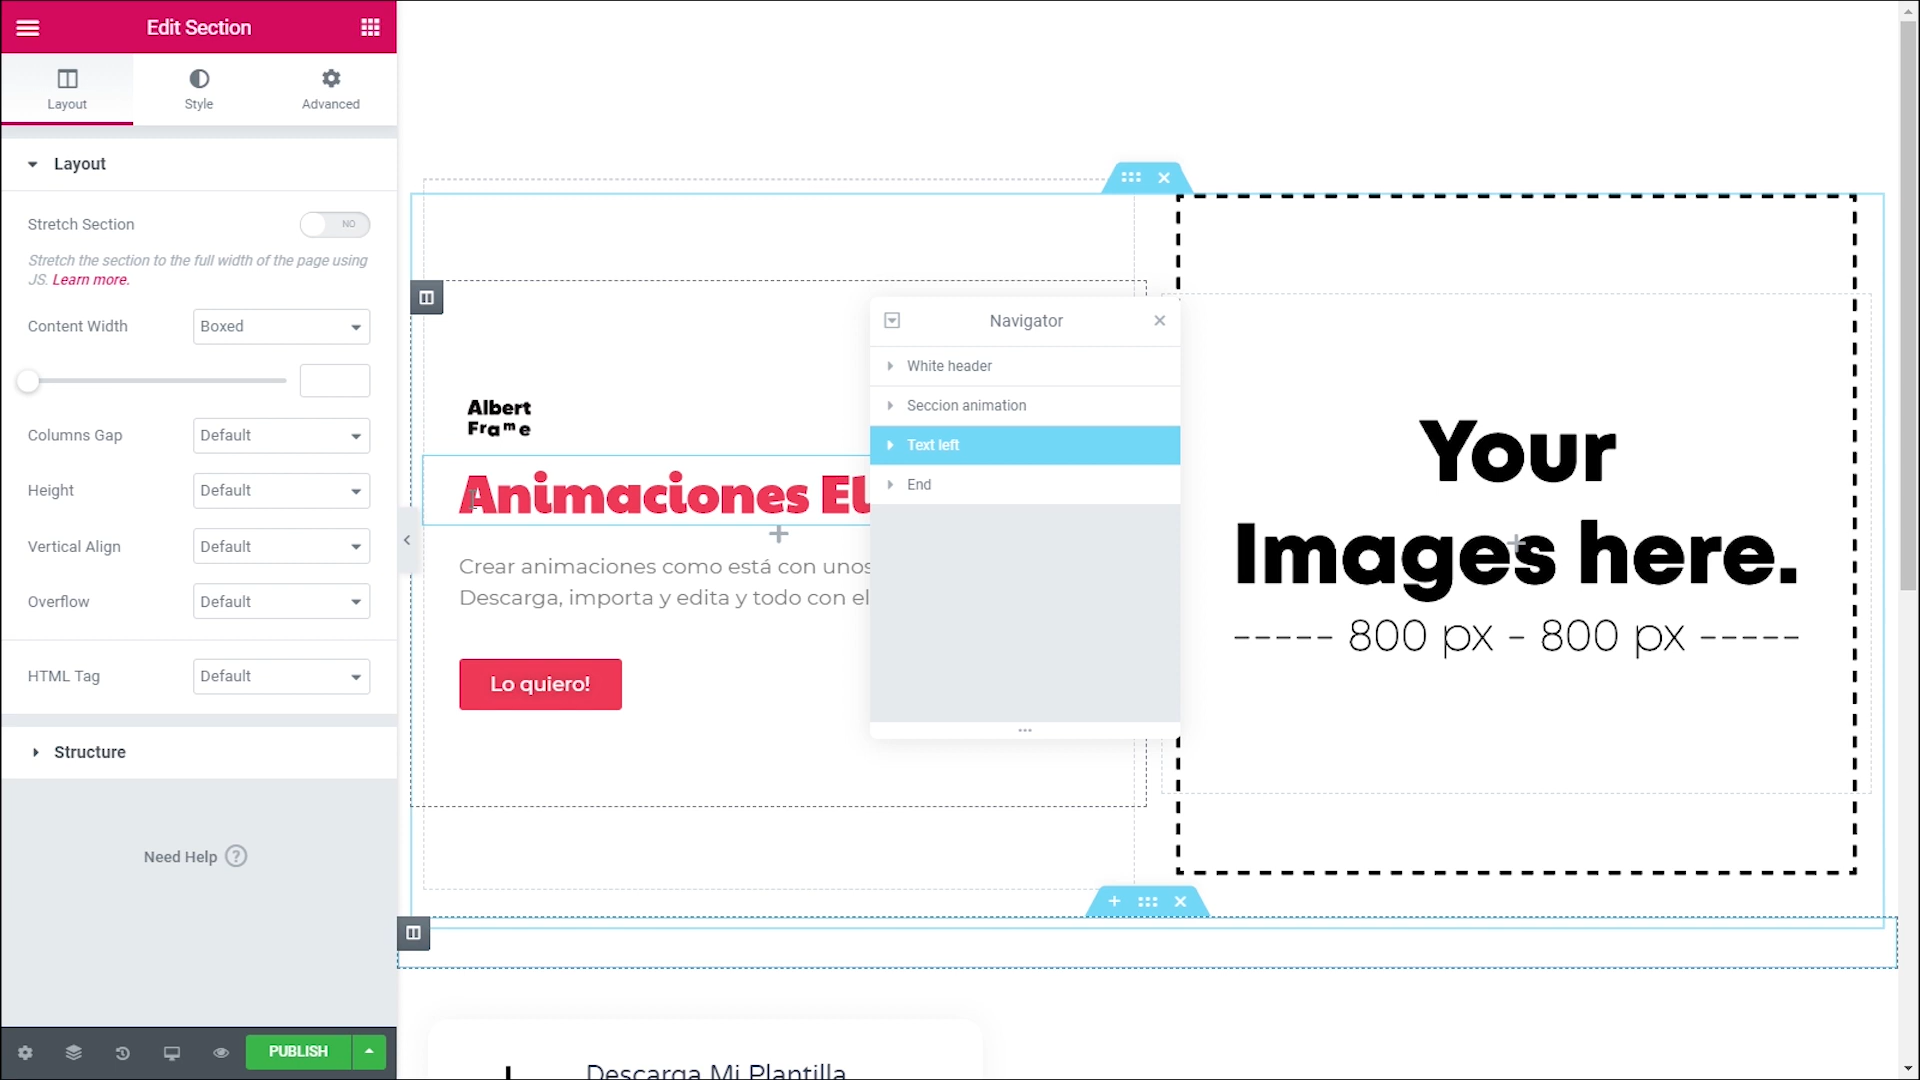 Edit Section
Layout
Style
Advanced
Layout
Stretch Section
NO
Stretch the section to the full width of the page using
JS. Learn more.
Content Width
Boxed
Columns Gap
Default
Height
Default
Vertical Align
Default
Overflow
Default
HTML Tag
Default
Structure
Need Help
PUBLISH
Albert
Frame
Animaciones El
Crear animaciones como está con unos
Descarga, importa y edita y todo con el
Lo quiero!
Navigator
White header
Seccion animation
Text left
End
Your
Images here.
----- 800 px - 800 px -----
Descarga Mi Plantilla